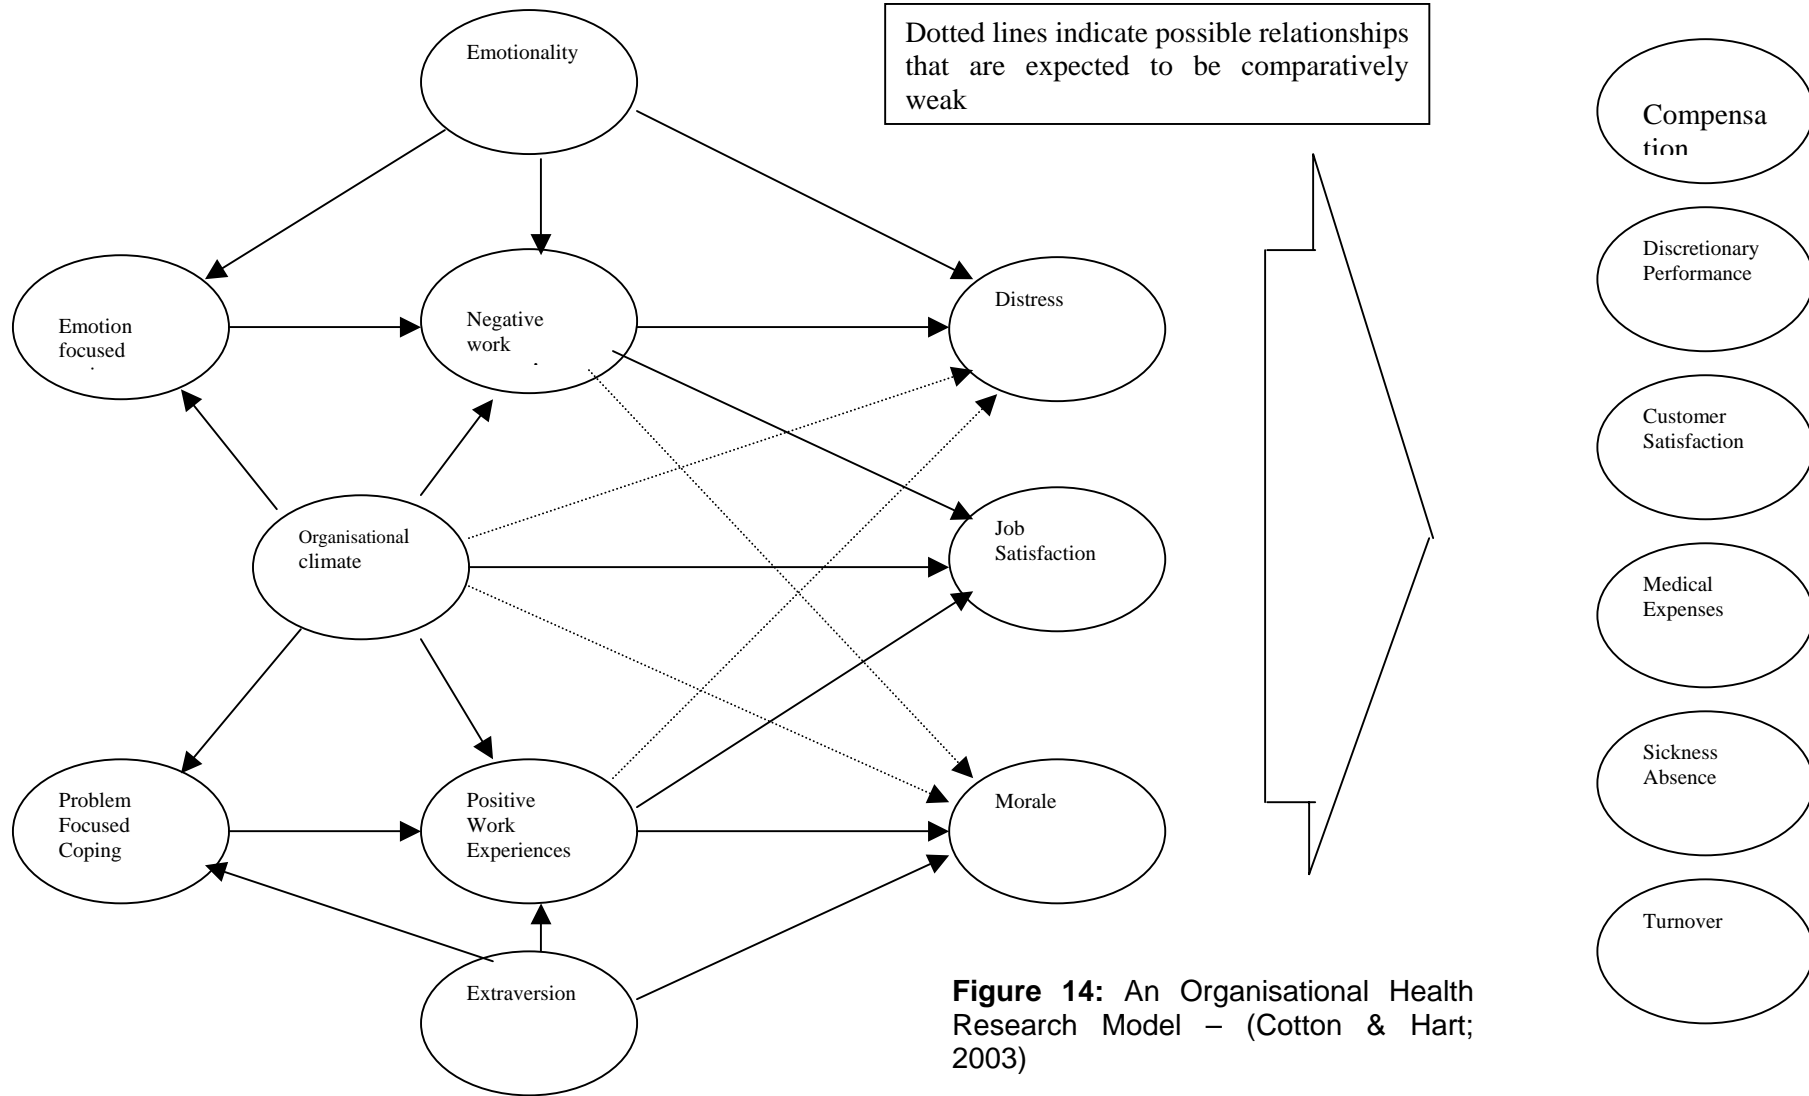 Emotionality
Dotted lines indicate possible relationships
that are expected to be comparatively
weak
Compensa
tion
Emotion
focused
Negative
work
Distress
Discretionary
Performance
Customer
Satisfaction
Organisational
climate
Job
Satisfaction
Medical
Expenses
Problem
Focused
Coping
Positive
Work
Experiences
Morale
Sickness
Absence
Extraversion
Turnover
Figure 14: An Organisational Health
Research Model – (Cotton & Hart;
2003)